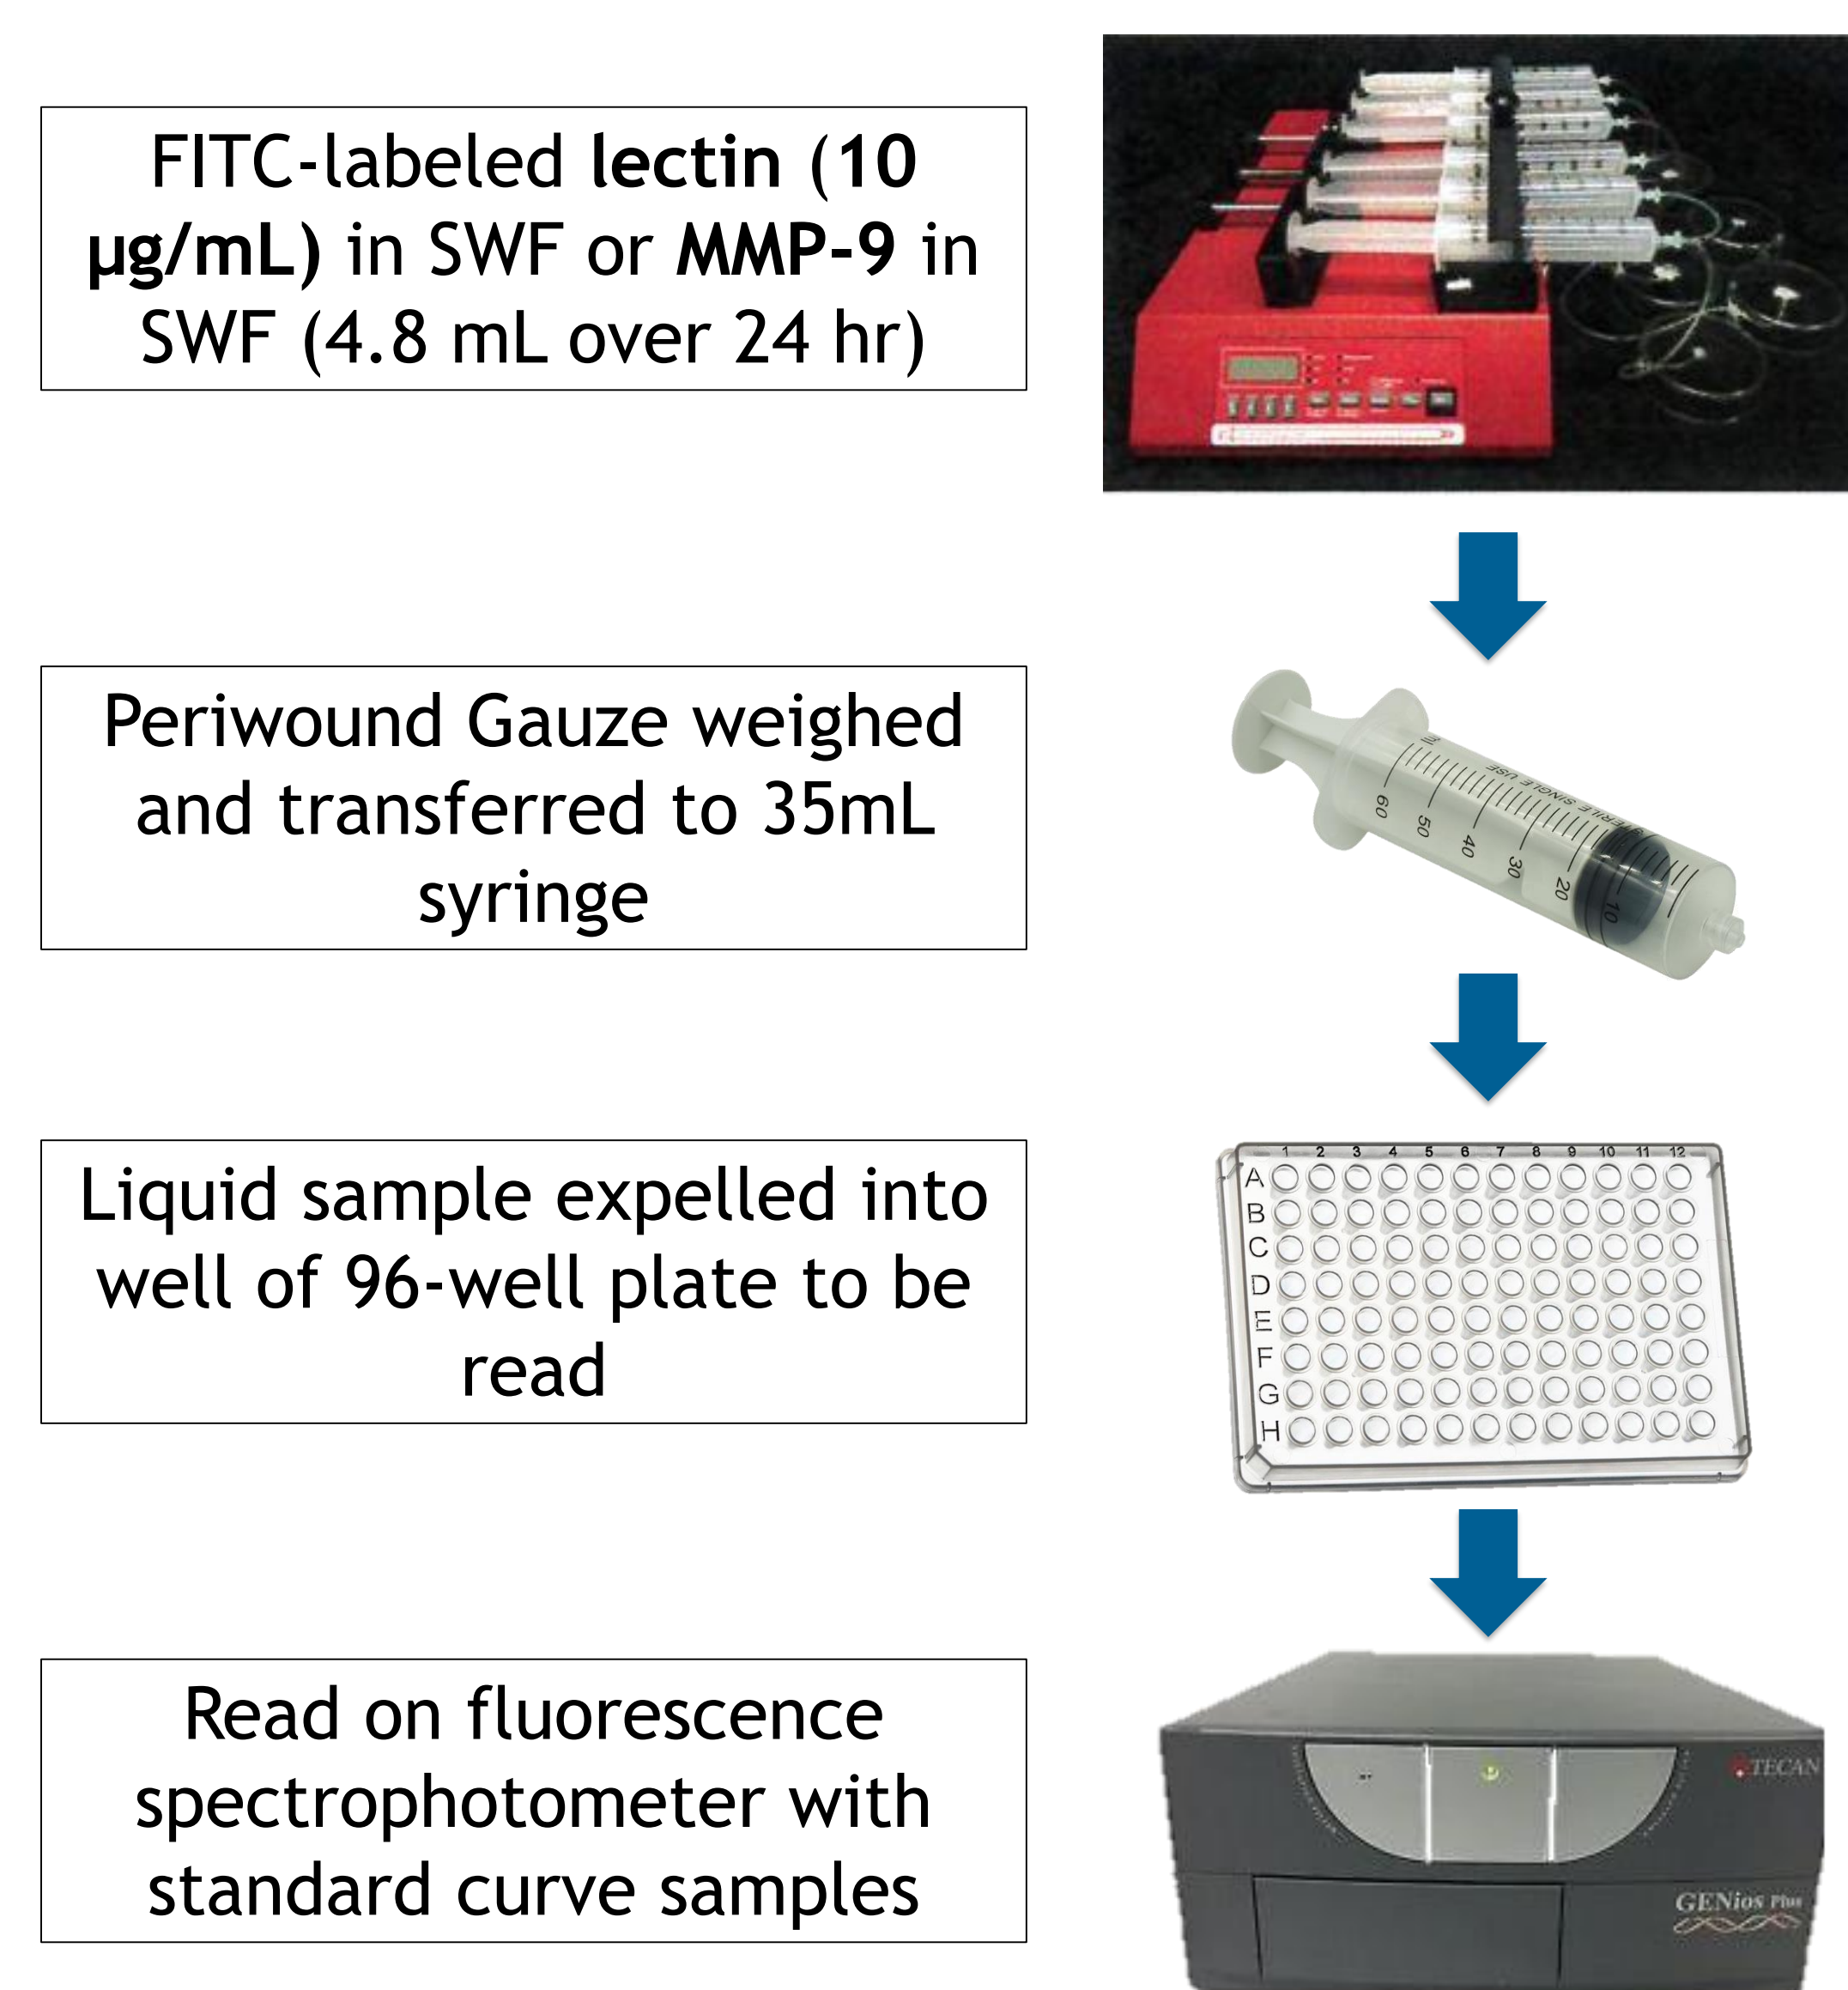 FITC-labeled lectin (10
µg/mL) in SWF or MMP-9 in
SWF (4.8 mL over 24 hr)
Periwound Gauze weighed
and transferred to 35mL
syringe
ml
60
50
40
30
20
10
SINGLE USE
Liquid sample expelled into
well of 96-well plate to be
read
1 2 3 4 5 6 7 8 9 10 11 12
A
B
C
D
E
F
G
H
Read on fluorescence
spectrophotometer with
standard curve samples
TECAN
GENios Plus